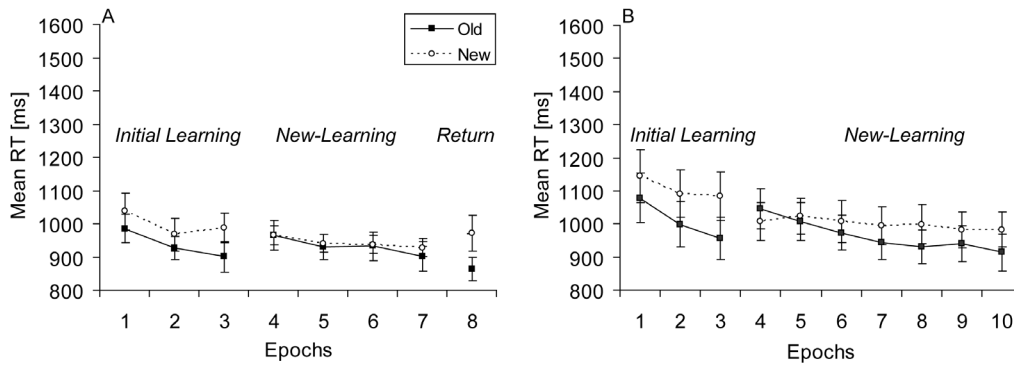 A
Old
New
Mean RT [ms]
1600
1500
1400
1300
1200
1100
1000
900
800
Initial Learning
New-Learning
Return
1 2 3 4 5 6 7 8
Epochs
B
Mean RT [ms]
1600
1500
1400
1300
1200
1100
1000
900
800
Initial Learning
New-Learning
1 2 3 4 5 6 7 8 9 10
Epochs